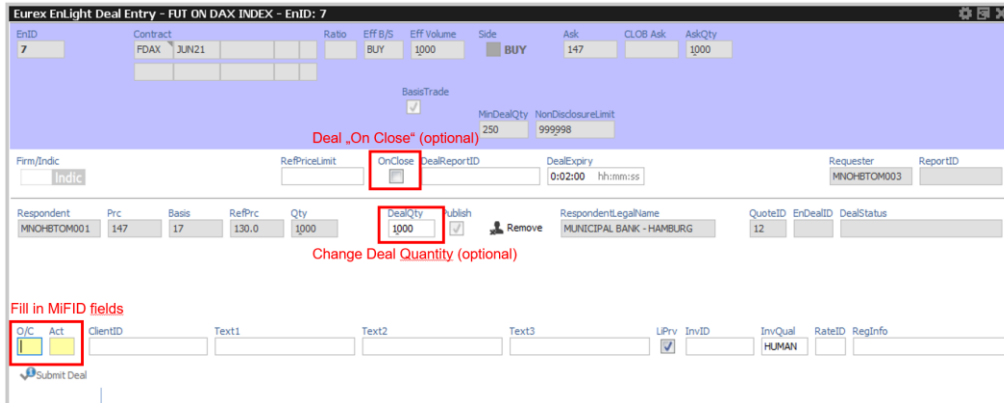 Eurex EnLight Deal Entry - FUT ON DAX INDEX - EnID: 7
EnID Contract Ratio Eff B/S Eff Volume Side Ask CLOB Ask AskQty
7 FDAX JUN21 BUY 1000 BUY 147 1000
BasisTrade
MinDealQty NonDisclosureLimit
250 999998
Deal „On Close“ (optional)
Firm/Indic RefPriceLimit OnClose DealReportID DealExpiry Requester ReportID
Indic 0:02:00 hh:mm:ss MNOHBTOM003
Respondent Prc Basis RefPrc Qty DealQty Publish RespondentLegalName QuoteID EnDealID DealStatus
MNOHBTOM001 147 17 130.0 1000 1000 Remove MUNICIPAL BANK - HAMBURG 12
Change Deal Quantity (optional)
Fill in MiFID fields
O/C Act ClientID Text1 Text2 Text3 LiPrv InvID InvQual RateID RegInfo
HUMAN
Submit Deal